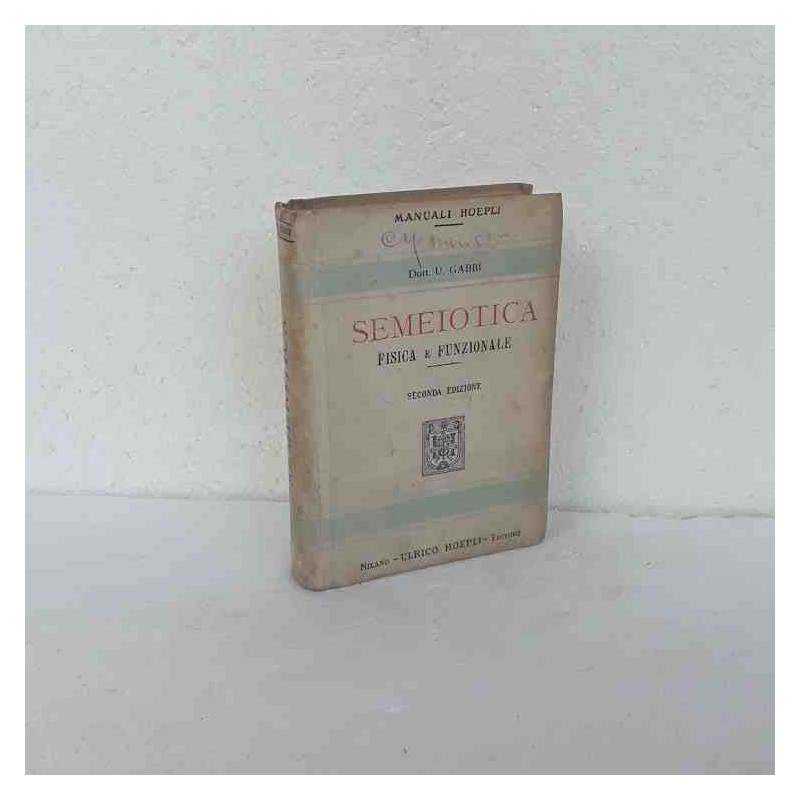 MANUALI HOEPLI
Dott. U. GABBI
SEMEIOTICA
FISICA E FUNZIONALE
SECONDA EDIZIONE
MILANO - ULRICO HOEPLI - EDITORE